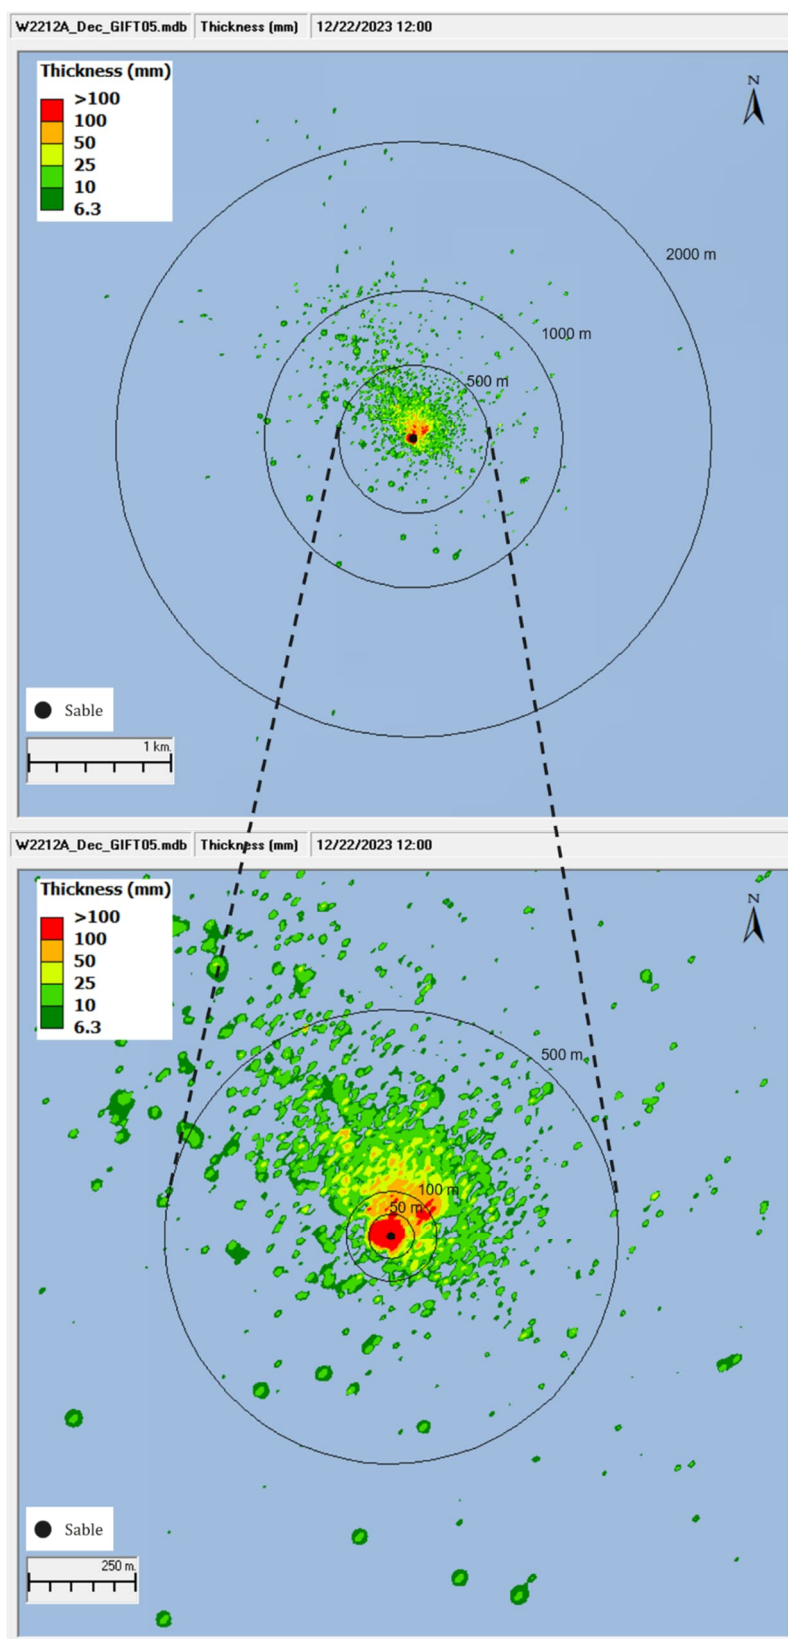 W2212A_Dec_GIFT05.mdb Thickness (mm) 12/22/2023 12:00
Thickness (mm)
>100
100
50
25
10
6.3
N
2000 m
1000 m
500 m
Sable
1 km.
W2212A_Dec_GIFT05.mdb Thickness (mm) 12/22/2023 12:00
Thickness (mm)
>100
100
50
25
10
6.3
N
500 m
100 m
50 m
Sable
250 m.